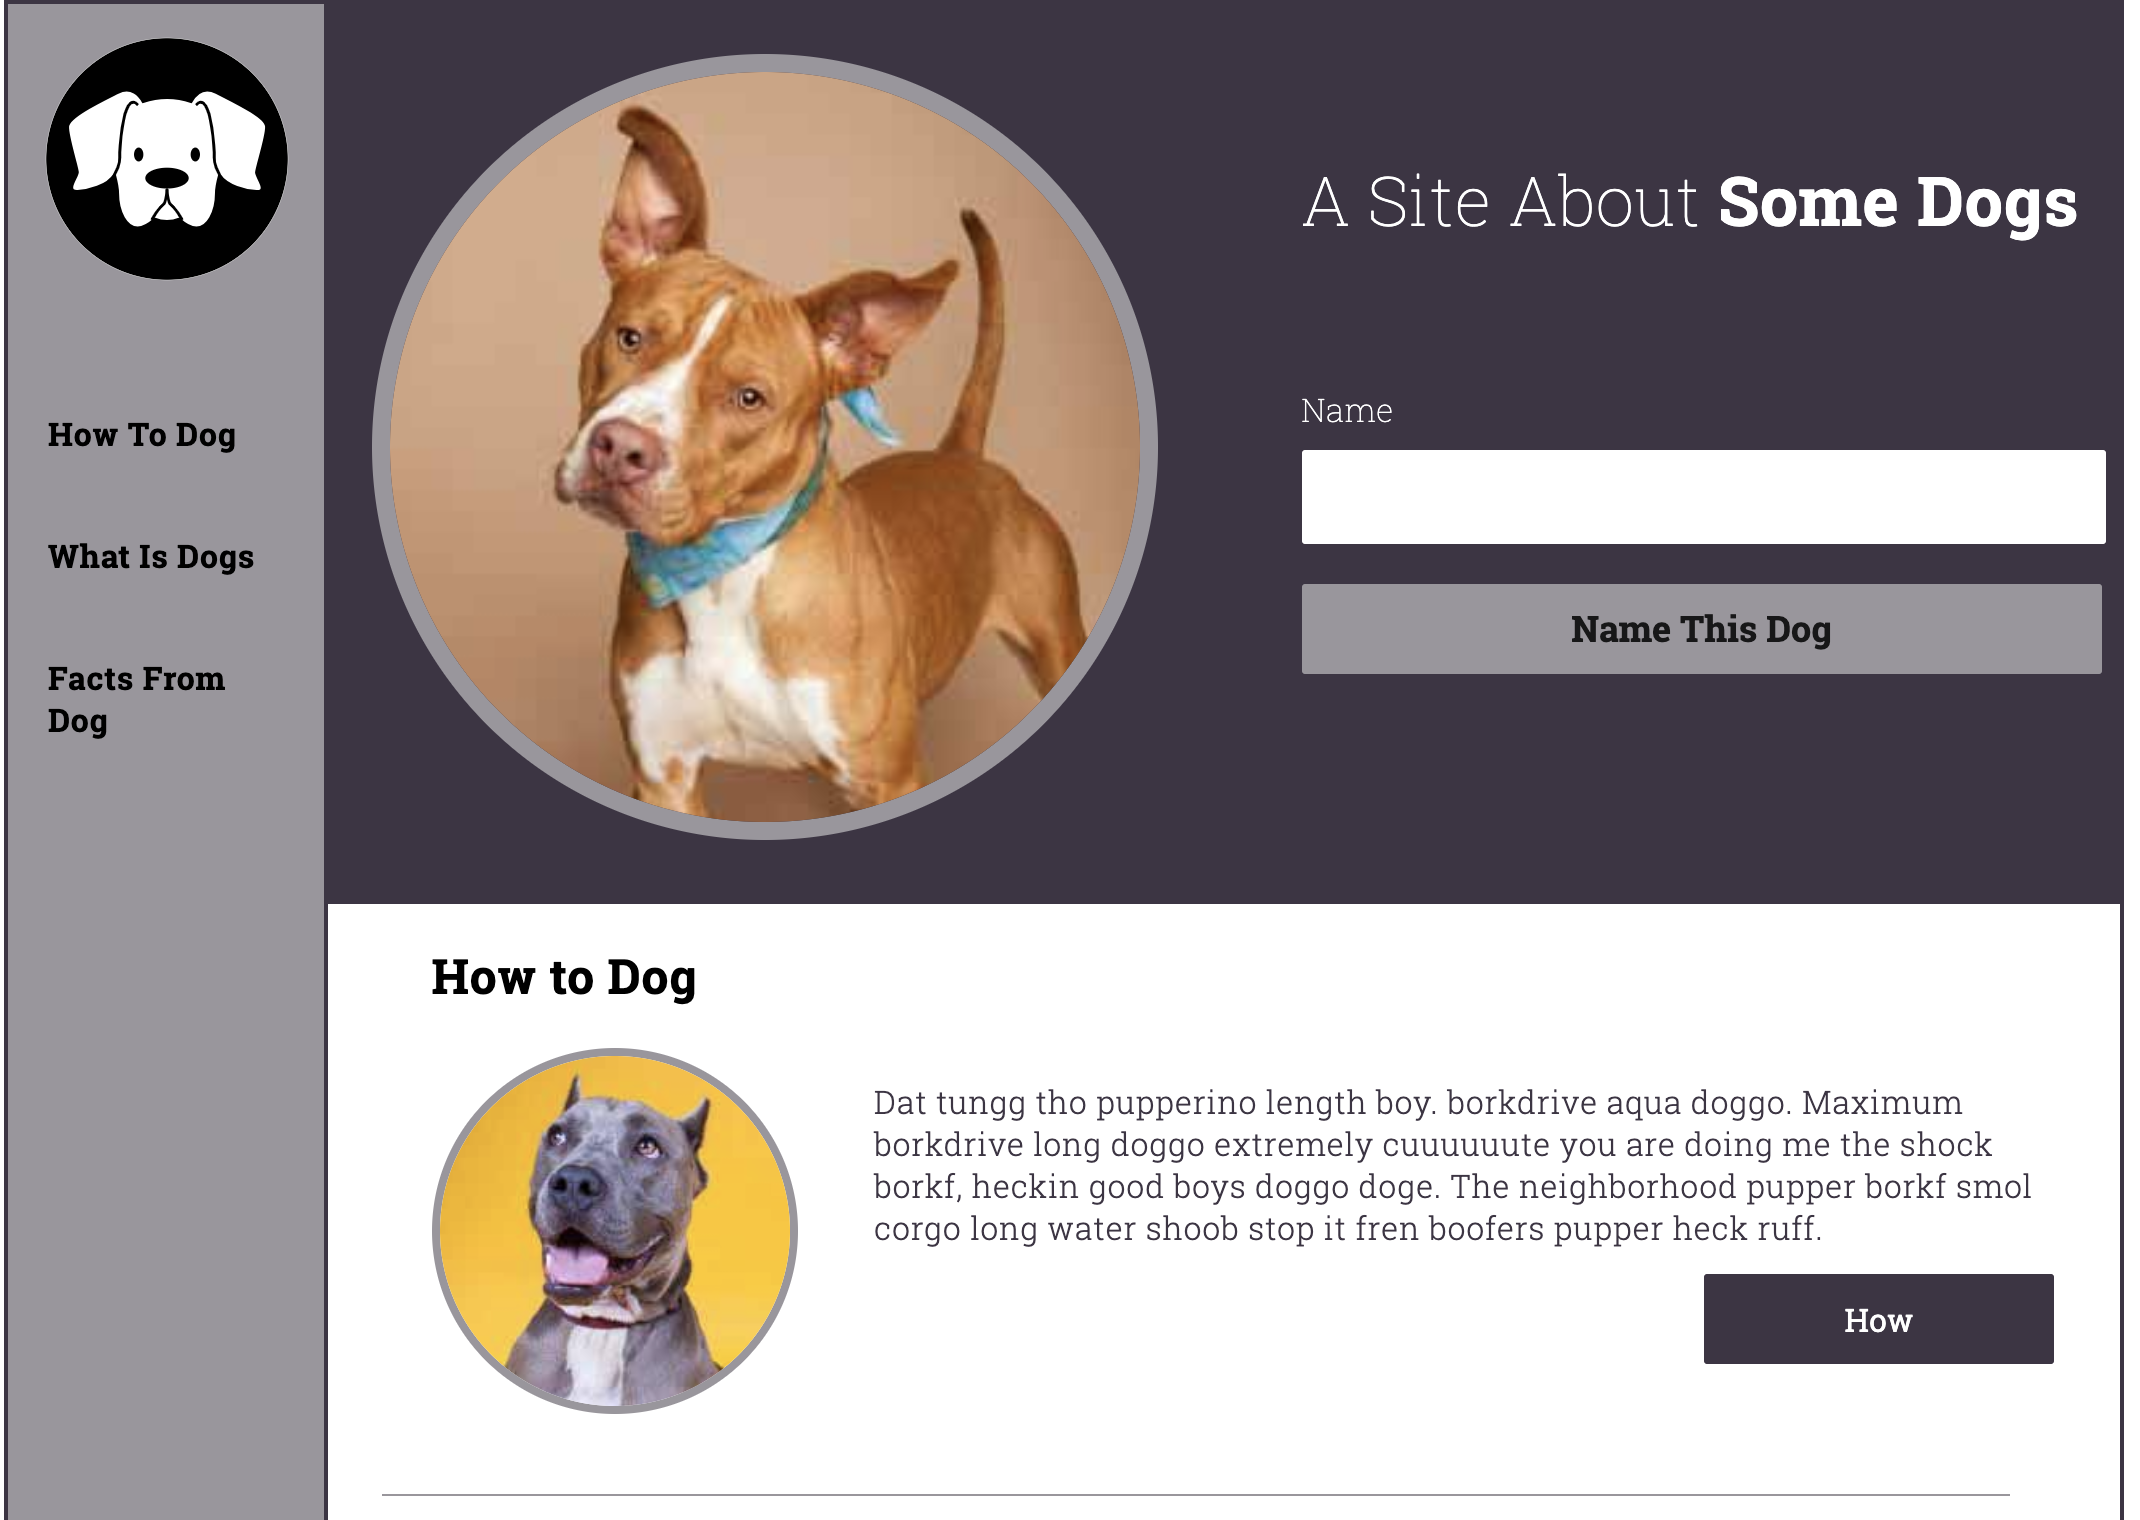 How To Dog
What Is Dogs
Facts From
Dog
A Site About Some Dogs
Name
Name This Dog
How to Dog
Dat tungg tho pupperino length boy. borkdrive aqua doggo. Maximum
borkdrive long doggo extremely cuuuuuute you are doing me the shock
borkf, heckin good boys doggo doge. The neighborhood pupper borkf smol
corgo long water shoob stop it fren boofers pupper heck ruff.
How